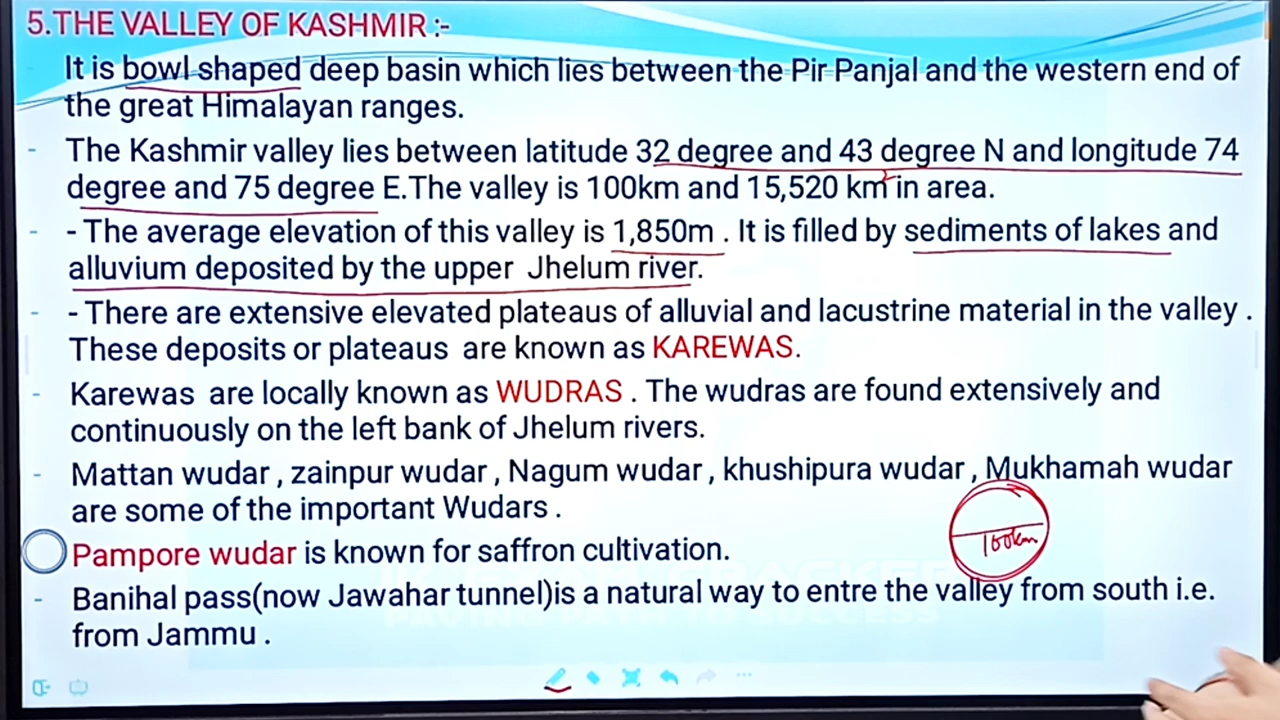 5.THE VALLEY OF KASHMIR :-
It is bowl shaped deep basin which lies between the Pir Panjal and the western end of
the great Himalayan ranges.
- The Kashmir valley lies between latitude 32 degree and 43 degree N and longitude 74
degree and 75 degree E.The valley is 100km and 15,520 km in area.
- - The average elevation of this valley is 1,850m . It is filled by sediments of lakes and
alluvium deposited by the upper Jhelum river.
- - There are extensive elevated plateaus of alluvial and lacustrine material in the valley .
These deposits or plateaus are known as KAREWAS.
- Karewas are locally known as WUDRAS . The wudras are found extensively and
continuously on the left bank of Jhelum rivers.
- Mattan wudar , zainpur wudar , Nagum wudar , khushipura wudar , Mukhamah wudar
are some of the important Wudars .
100km
Pampore wudar is known for saffron cultivation.
- Banihal pass(now Jawahar tunnel)is a natural way to entre the valley from south i.e.
from Jammu .